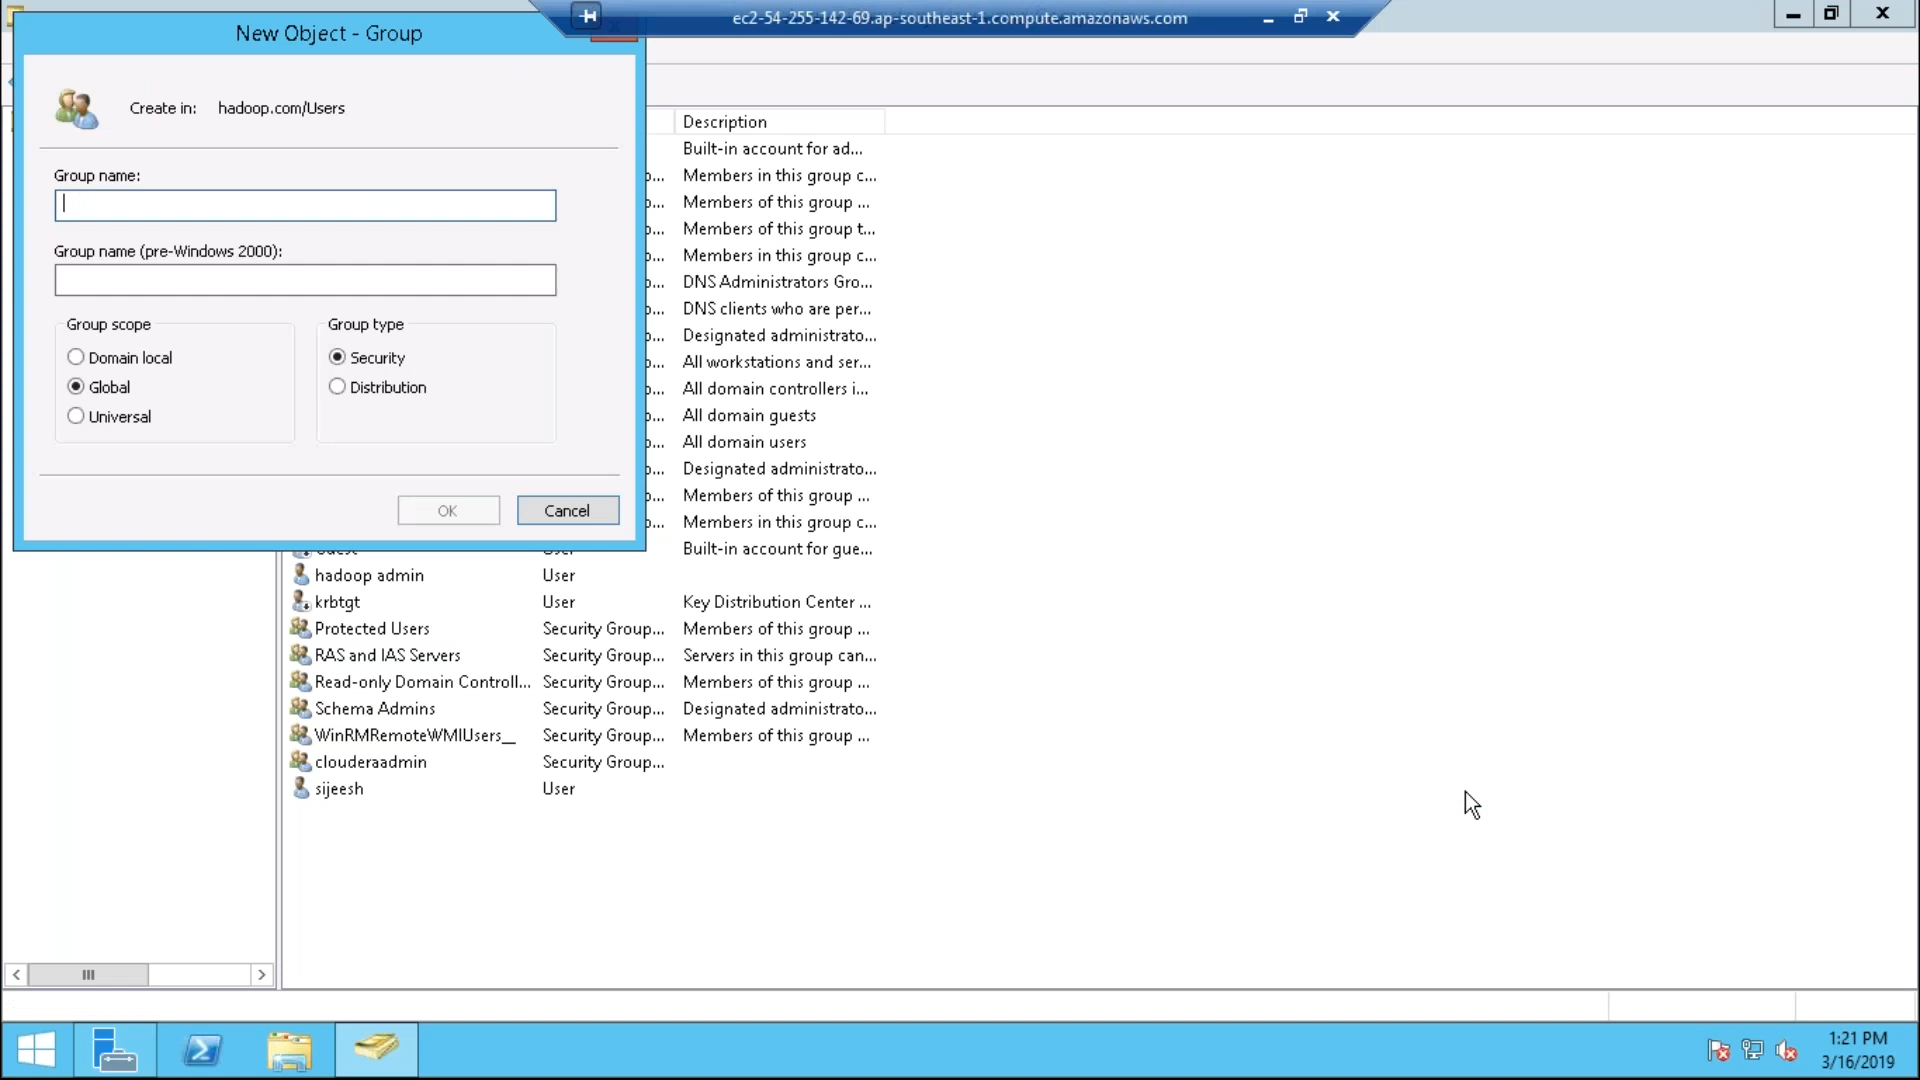 ec2-54-255-142-69.ap-southeast-1.compute.amazonaws.com
New Object - Group
Create in: hadoop.com/Users
Group name:
Group name (pre-Windows 2000):
Group scope
Domain local
Global
Universal
Group type
Security
Distribution
OK
Cancel
Description
Built-in account for ad...
Members in this group c...
Members of this group ...
Members of this group t...
Members in this group c...
DNS Administrators Gro...
DNS clients who are per...
Designated administrato...
All workstations and ser...
All domain controllers i...
All domain guests
All domain users
Designated administrato...
Members of this group ...
Members in this group c...
Built-in account for gue...
hadoop admin User
krbtgt User Key Distribution Center ...
Protected Users Security Group... Members of this group ...
RAS and IAS Servers Security Group... Servers in this group can...
Read-only Domain Controll... Security Group... Members of this group ...
Schema Admins Security Group... Designated administrato...
WinRMRemoteWMIUsers__ Security Group... Members of this group ...
clouderaadmin Security Group...
sijeesh User
1:21 PM
3/16/2019